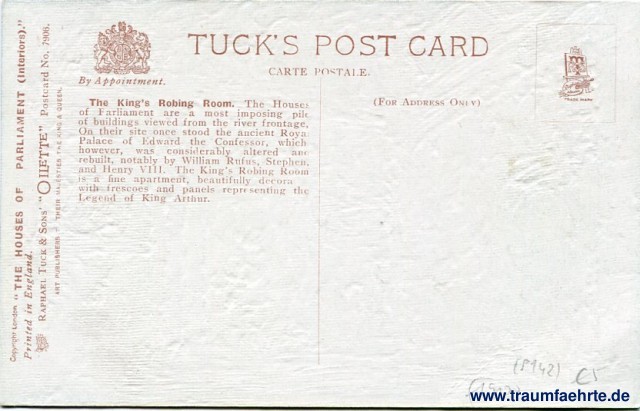 Copyright London. "THE HOUSES OF PARLIAMENT (Interiors)."
Printed in England.
RAPHAEL TUCK & SONS' "OILETTE" Postcard No. 7908.
ART PUBLISHERS TO THEIR MAJESTIES THE KING & QUEEN.
By Appointment.
TUCK'S POST CARD
CARTE POSTALE.
(FOR ADDRESS ONLY)
TRADE MARK
The King's Robing Room. The Houses
of Parliament are a most imposing pile
of buildings viewed from the river frontage.
On their site once stood the ancient Roya
Palace of Edward the Confessor, which
however, was considerably altered and
rebuilt, notably by William Rufus, Stephen,
and Henry VIII. The King's Robing Room
is a fine apartment, beautifully decora
with frescoes and panels representing the
Legend of King Arthur.
(8142)
www.traumfaehrte.de